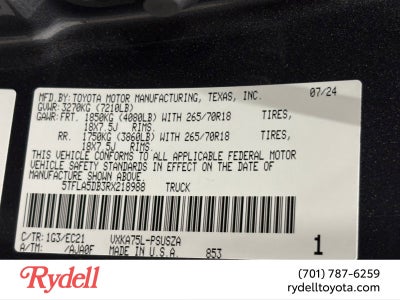 MFD.BY:TOYOTA MOTOR MANUFACTURING, TEXAS, INC. 07/24
GVWR: 3270KG (7210LB)
GAWR:FRT. 1850KG (4080LB) WITH 265/70R18 TIRES,
18X7.5J RIMS.
RR. 1750KG (3860LB) WITH 265/70R18 TIRES,
18X7.5J RIMS.
THIS VEHICLE CONFORMS TO ALL APPLICABLE FEDERAL MOTOR
VEHICLE SAFETY STANDARDS IN EFFECT ON THE DATE OF
MANUFACTURE SHOWN ABOVE.
5TFLA5DB3RX218988 TRUCK
C/TR: 1G3/EC21 VXKA75L-PSUSZA
A/TM: /AJA0F MADE IN U.S.A. 853 1
Rydell
(701) 787-6259
rydelltoyota.com